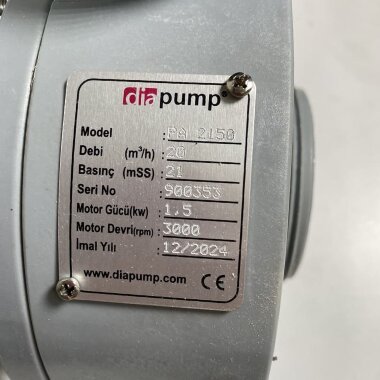 diapump
Model : PA 2150
Debi (m³/h) : 20
Basınç (mSS) : 21
Seri No : 900353
Motor Gücü(kw) : 1,5
Motor Devri(rpm) : 3000
İmal Yılı : 12/2024
www.diapump.com CE